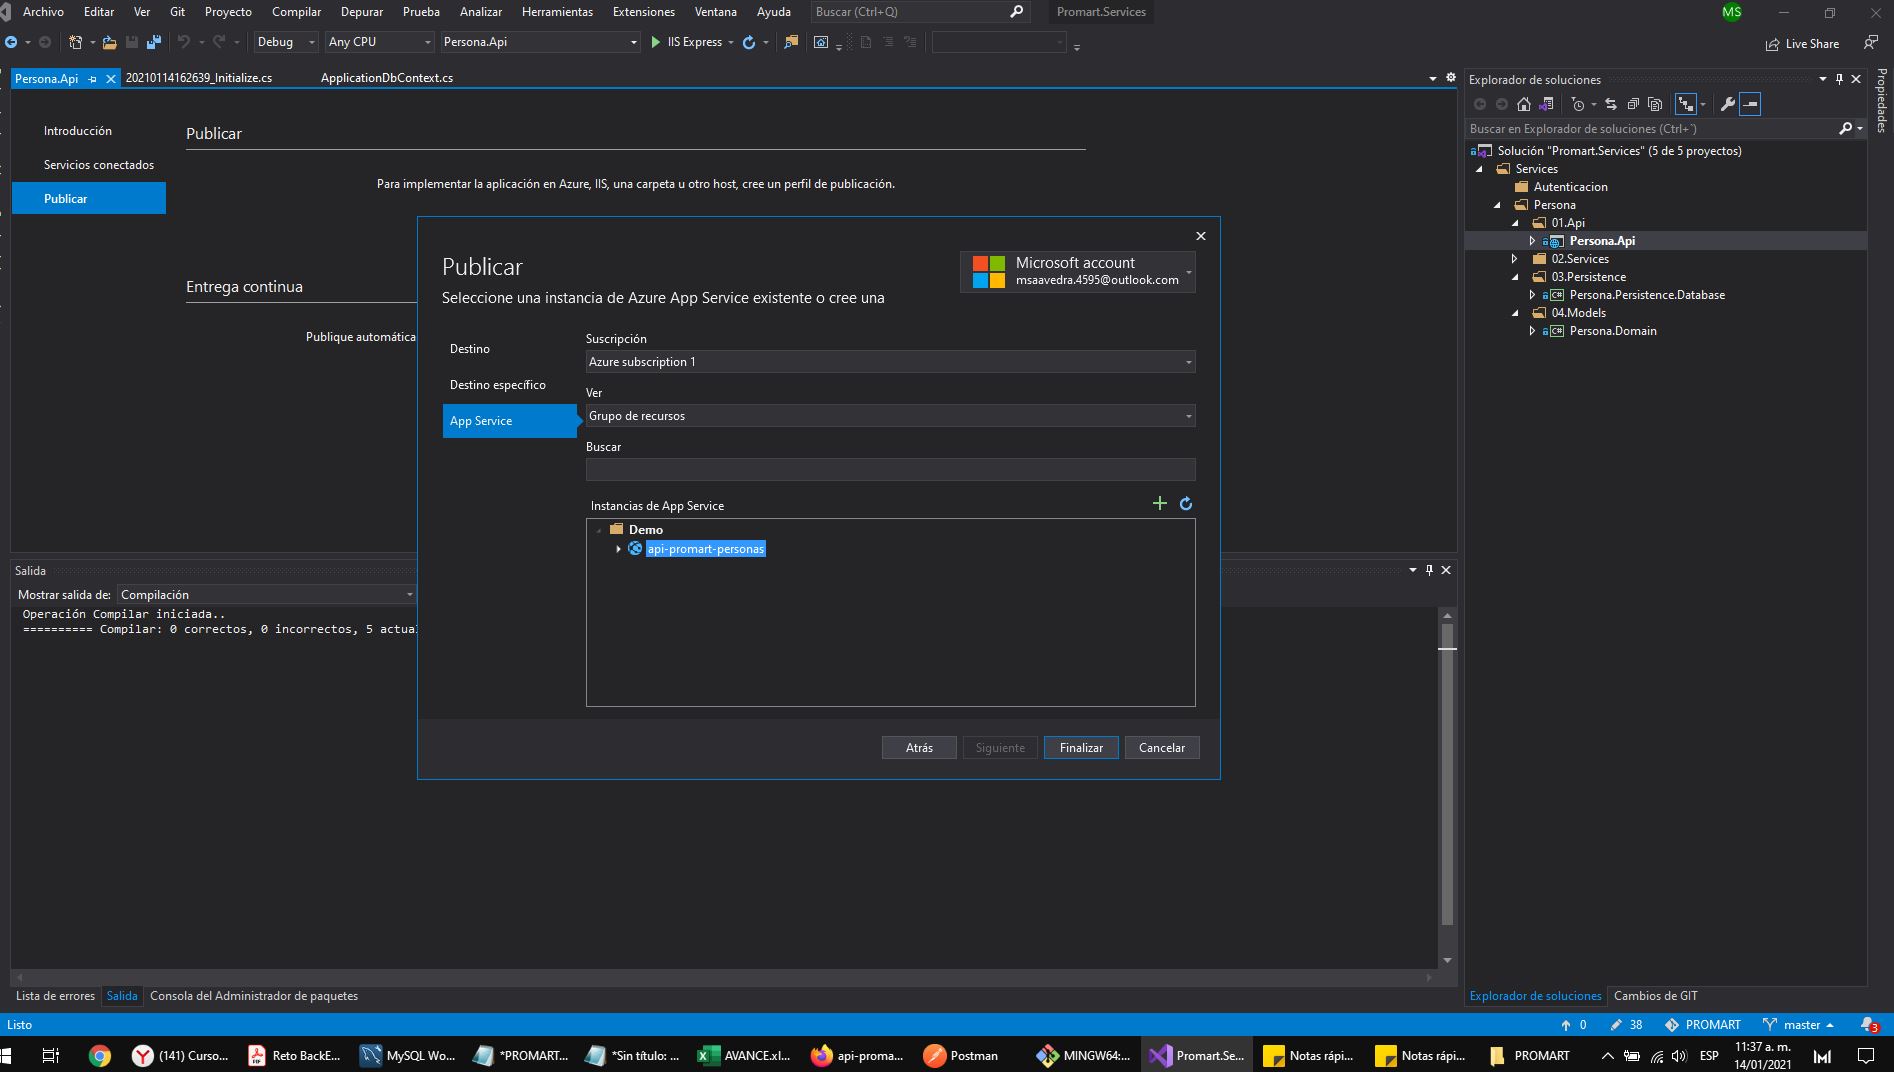 Archivo Editar Ver Git Proyecto Compilar Depurar Prueba Analizar Herramientas Extensiones Ventana Ayuda Buscar (Ctrl+Q) Promart.Services MS
Debug Any CPU Persona.Api IIS Express Live Share
Persona.Api 20210114162639_Initialize.cs ApplicationDbContext.cs
Introducción
Servicios conectados
Publicar
Publicar
Para implementar la aplicación en Azure, IIS, una carpeta u otro host, cree un perfil de publicación.
Entrega continua
Publique automática
Publicar
Seleccione una instancia de Azure App Service existente o cree una
Microsoft account
msaavedra.4595@outlook.com
Destino
Destino específico
App Service
Suscripción
Azure subscription 1
Ver
Grupo de recursos
Buscar
Instancias de App Service
Demo
api-promart-personas
Atrás Siguiente Finalizar Cancelar
Salida
Mostrar salida de: Compilación
Operación Compilar iniciada..
========== Compilar: 0 correctos, 0 incorrectos, 5 actual
Lista de errores Salida Consola del Administrador de paquetes
Explorador de soluciones
Buscar en Explorador de soluciones (Ctrl+´)
Solución "Promart.Services" (5 de 5 proyectos)
Services
Autenticacion
Persona
01.Api
Persona.Api
02.Services
03.Persistence
C# Persona.Persistence.Database
04.Models
C# Persona.Domain
Explorador de soluciones Cambios de GIT
Propiedades
Listo 0 38 PROMART master 3
(141) Curso... Reto BackE... MySQL Wo... *PROMART... *Sin título: ... AVANCE.xl... api-proma... Postman MINGW64:... Promart.Se... Notas rápi... Notas rápi... PROMART ESP
11:37 a. m.
14/01/2021